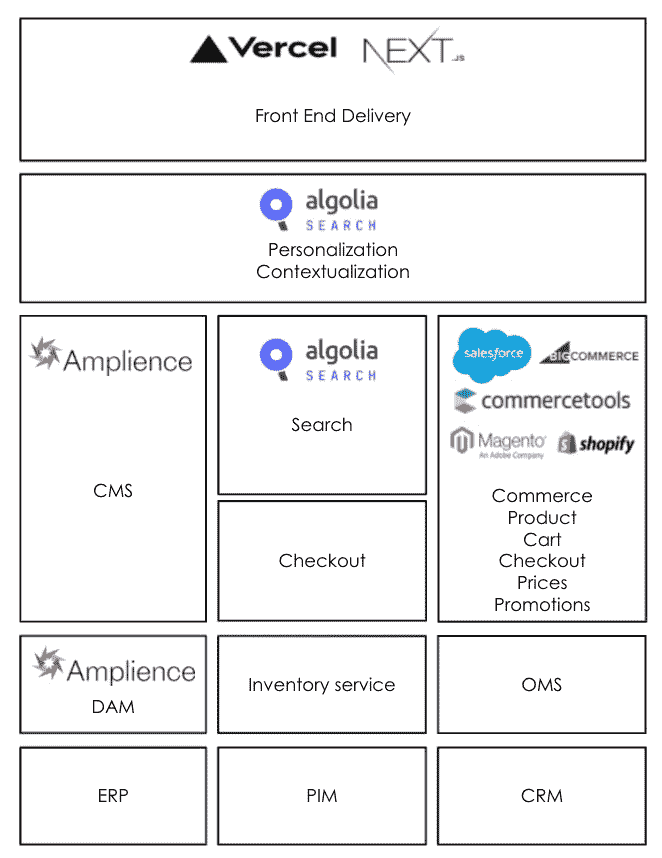 Vercel NEXT.JS
Front End Delivery
algolia
SEARCH
Personalization
Contextualization
Amplience
CMS
algolia
SEARCH
Search
Checkout
salesforce BIGCOMMERCE
commercetools
Magento
An Adobe Company
shopify
Commerce
Product
Cart
Checkout
Prices
Promotions
Amplience
DAM
Inventory service
OMS
ERP
PIM
CRM